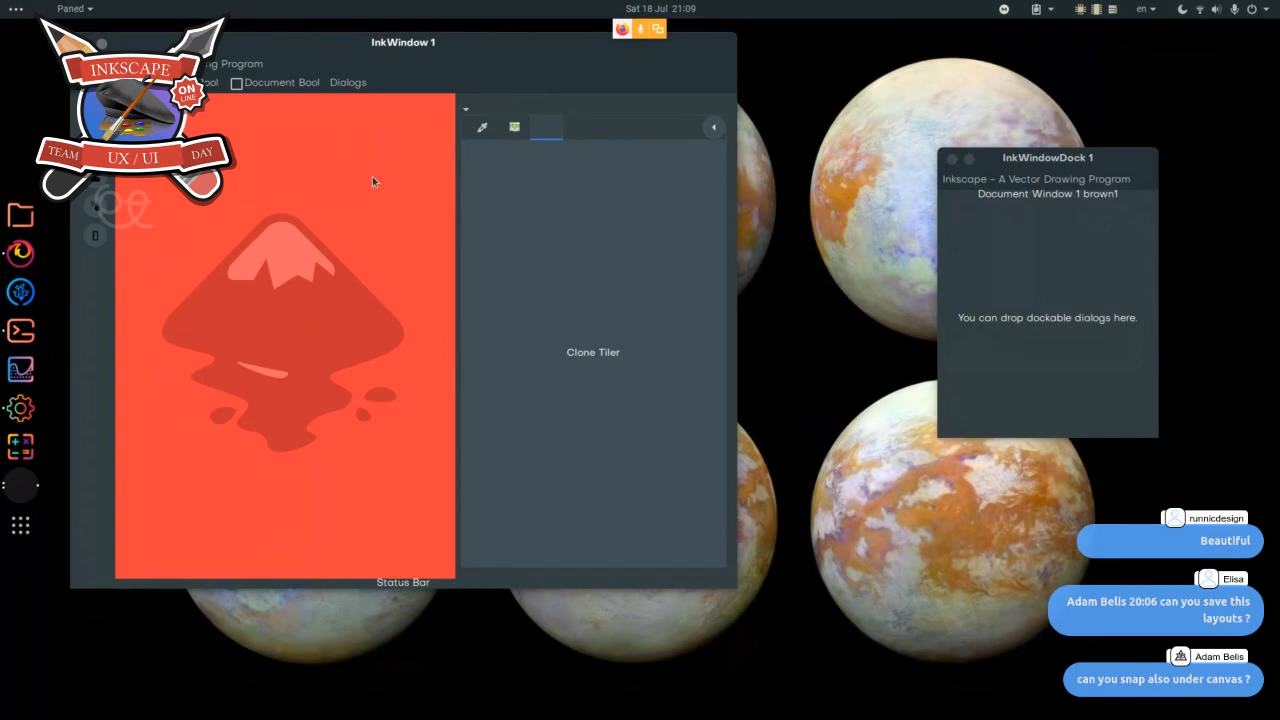 Paned
Sat 18 Jul 21:09
en
InkWindow 1
ng Program
ool
Document Bool
Dialogs
INKSCAPE
ON
LINE
TEAM
UX / UI
DAY
Clone Tiler
Status Bar
InkWindowDock 1
Inkscape - A Vector Drawing Program
Document Window 1 brown1
You can drop dockable dialogs here.
runnicdesign
Beautiful
Elisa
Adam Belis 20:06 can you save this
layouts ?
Adam Belis
can you snap also under canvas ?